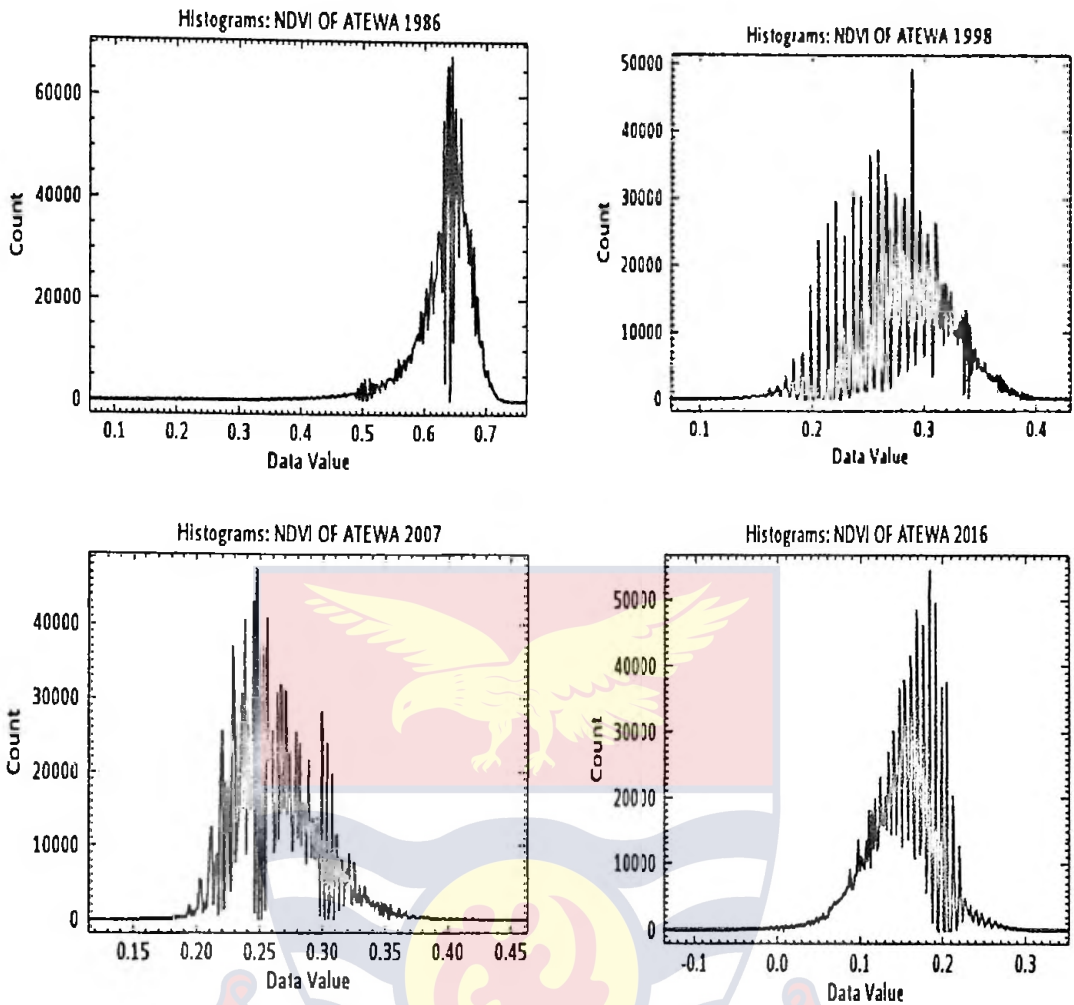 Histograms: NDVI OF ATEWA 1986
60000
40000
20000
0
Count
0.1 0.2 0.3 0.4 0.5 0.6 0.7
Data Value
Histograms: NDVI OF ATEWA 1998
50000
40000
30000
20000
10000
0
Count
0.1 0.2 0.3 0.4
Data Value
Histograms: NDVI OF ATEWA 2007
40000
30000
20000
10000
0
Count
0.15 0.20 0.25 0.30 0.35 0.40 0.45
Data Value
Histograms: NDVI OF ATEWA 2016
50000
40000
30000
20000
10000
0
Count
-0.1 0.0 0.1 0.2 0.3
Data Value